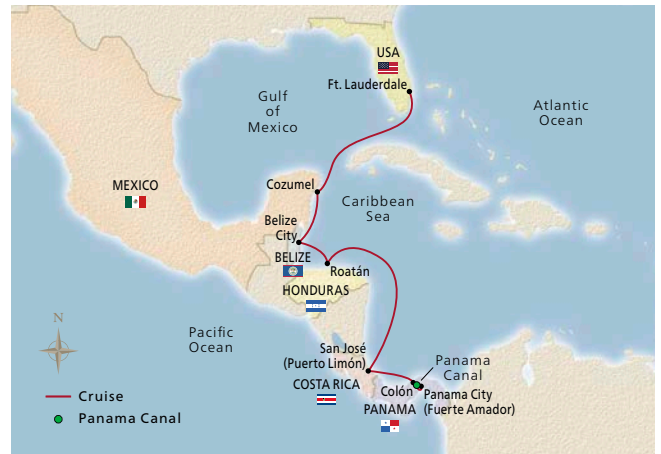 USA
Ft. Lauderdale
Gulf
of
Mexico
Atlantic
Ocean
MEXICO
Cozumel
Caribbean
Sea
Belize
City
BELIZE
Roatán
HONDURAS
Pacific
Ocean
N
San José
(Puerto Limón)
COSTA RICA
Panama
Canal
Colón
PANAMA
Panama City
(Fuerte Amador)
Cruise
Panama Canal